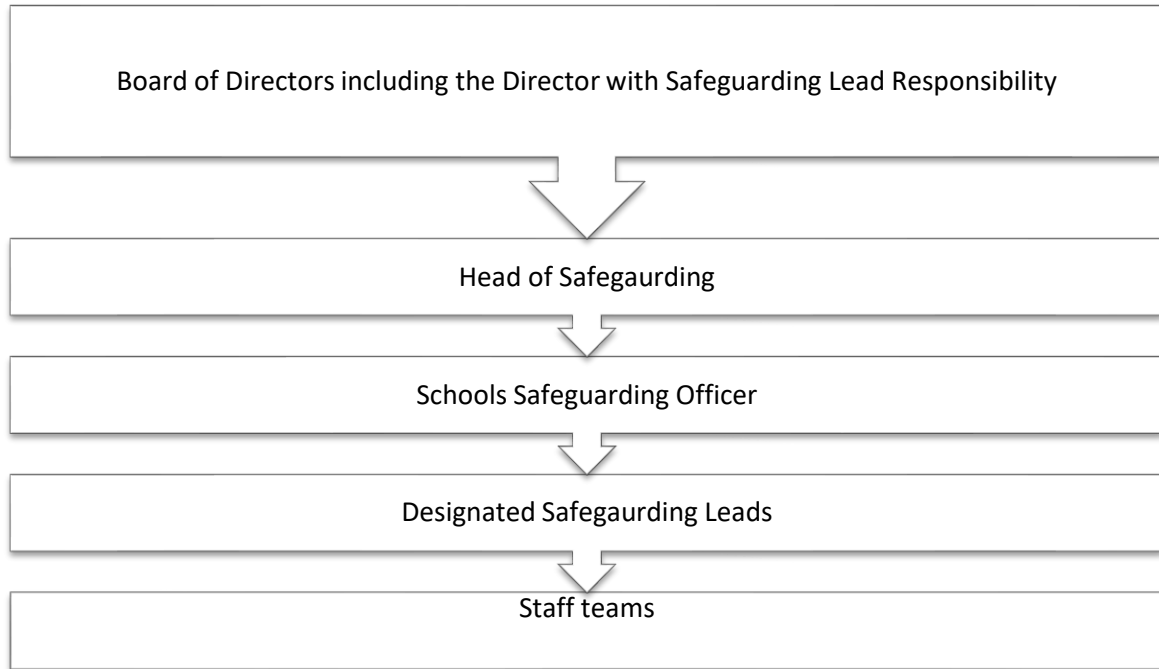 Board of Directors including the Director with Safeguarding Lead Responsibility
Head of Safegaurding
Schools Safeguarding Officer
Designated Safegaurding Leads
Staff teams